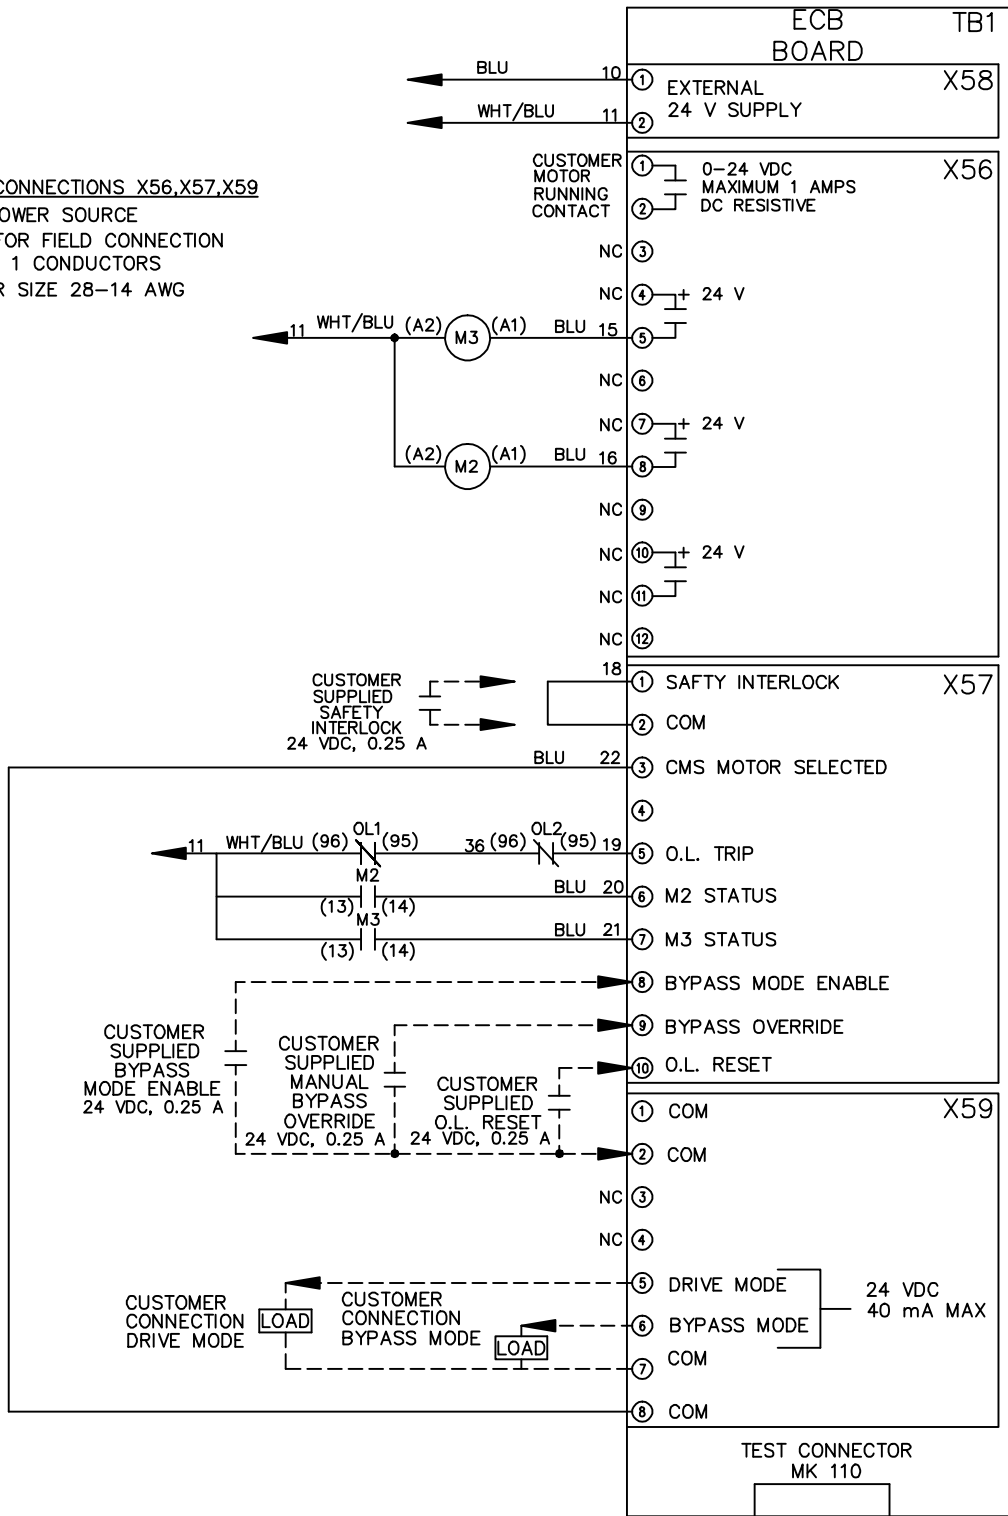 ECB TB1
BOARD
X58
BLU 10 1 EXTERNAL
WHT/BLU 11 2 24 V SUPPLY
X56
CUSTOMER
MOTOR
RUNNING
CONTACT
1
2
0-24 VDC
MAXIMUM 1 AMPS
DC RESISTIVE
CONNECTIONS X56,X57,X59
OWER SOURCE
FOR FIELD CONNECTION
1 CONDUCTORS
R SIZE 28-14 AWG
NC 3
NC 4 + 24 V
11 WHT/BLU (A2) M3 (A1) BLU 15 5
NC 6
NC 7 + 24 V
(A2) M2 (A1) BLU 16 8
NC 9
NC 10 + 24 V
NC 11
NC 12
X57
18 1 SAFTY INTERLOCK
2 COM
CUSTOMER
SUPPLIED
SAFETY
INTERLOCK
24 VDC, 0.25 A
BLU 22 3 CMS MOTOR SELECTED
4
OL1 OL2
11 WHT/BLU (96) (95) 36 (96) (95) 19 5 O.L. TRIP
M2
(13) (14) BLU 20 6 M2 STATUS
M3
(13) (14) BLU 21 7 M3 STATUS
8 BYPASS MODE ENABLE
9 BYPASS OVERRIDE
10 O.L. RESET
CUSTOMER
SUPPLIED
BYPASS
MODE ENABLE
24 VDC, 0.25 A
CUSTOMER
SUPPLIED
MANUAL
BYPASS
OVERRIDE
24 VDC, 0.25 A
CUSTOMER
SUPPLIED
O.L. RESET
24 VDC, 0.25 A
X59
1 COM
2 COM
NC 3
NC 4
5 DRIVE MODE
6 BYPASS MODE
24 VDC
40 mA MAX
7 COM
8 COM
CUSTOMER
CONNECTION
DRIVE MODE
LOAD
CUSTOMER
CONNECTION
BYPASS MODE
LOAD
TEST CONNECTOR
MK 110